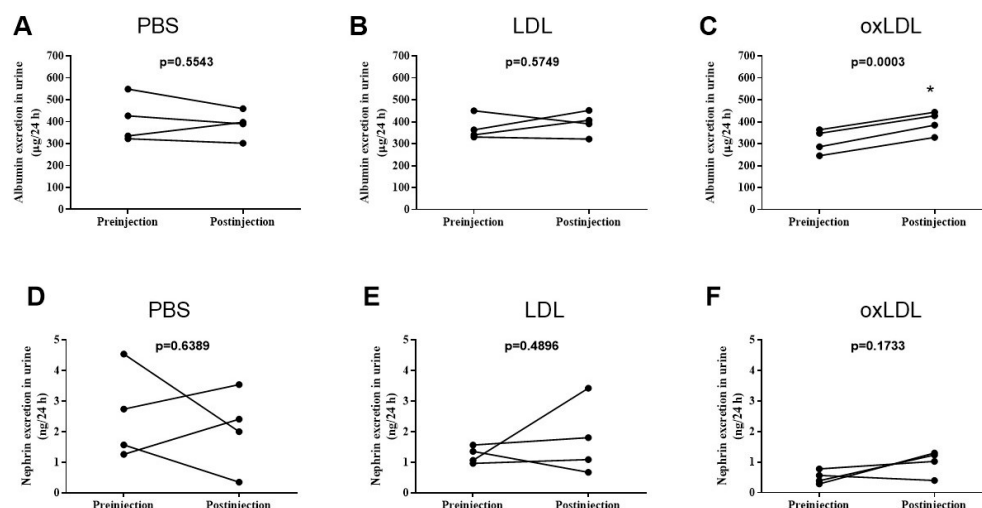 A
PBS
p=0.5543
Albumin excretion in urine
(µg/24 h)
700
600
500
400
300
200
100
0
Preinjection
Postinjection
B
LDL
p=0.5749
Albumin excretion in urine
(µg/24 h)
700
600
500
400
300
200
100
0
Preinjection
Postinjection
C
oxLDL
p=0.0003
*
Albumin excretion in urine
(µg/24 h)
700
600
500
400
300
200
100
0
Preinjection
Postinjection
D
PBS
p=0.6389
Nephrin excretion in urine
(ng/24 h)
5
4
3
2
1
0
Preinjection
Postinjection
E
LDL
p=0.4896
Nephrin excretion in urine
(ng/24 h)
5
4
3
2
1
0
Preinjection
Postinjection
F
oxLDL
p=0.1733
Nephrin excretion in urine
(ng/24 h)
5
4
3
2
1
0
Preinjection
Postinjection